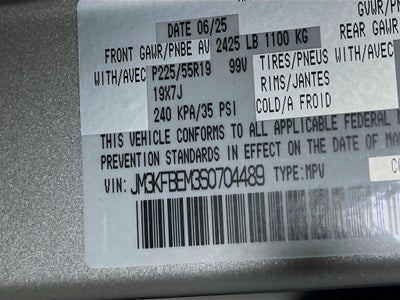 GVWR/P
DATE 06/25
FRONT GAWR/PNBE AV 2425 LB 1100 KG
REAR GAWR
WITH/AVEC P225/55R19 99V TIRES/PNEUS WITH/AVEC
19X7J RIMS/JANTES
240 KPA/35 PSI COLD/A FROID
THIS VEHICLE CONFORMS TO ALL APPLICABLE FEDERAL
PREVENTION STANDARDS IN EFFECT ON THE DATE OF MANU
VIN: JM3KFBEM3S0704489 TYPE:MPV